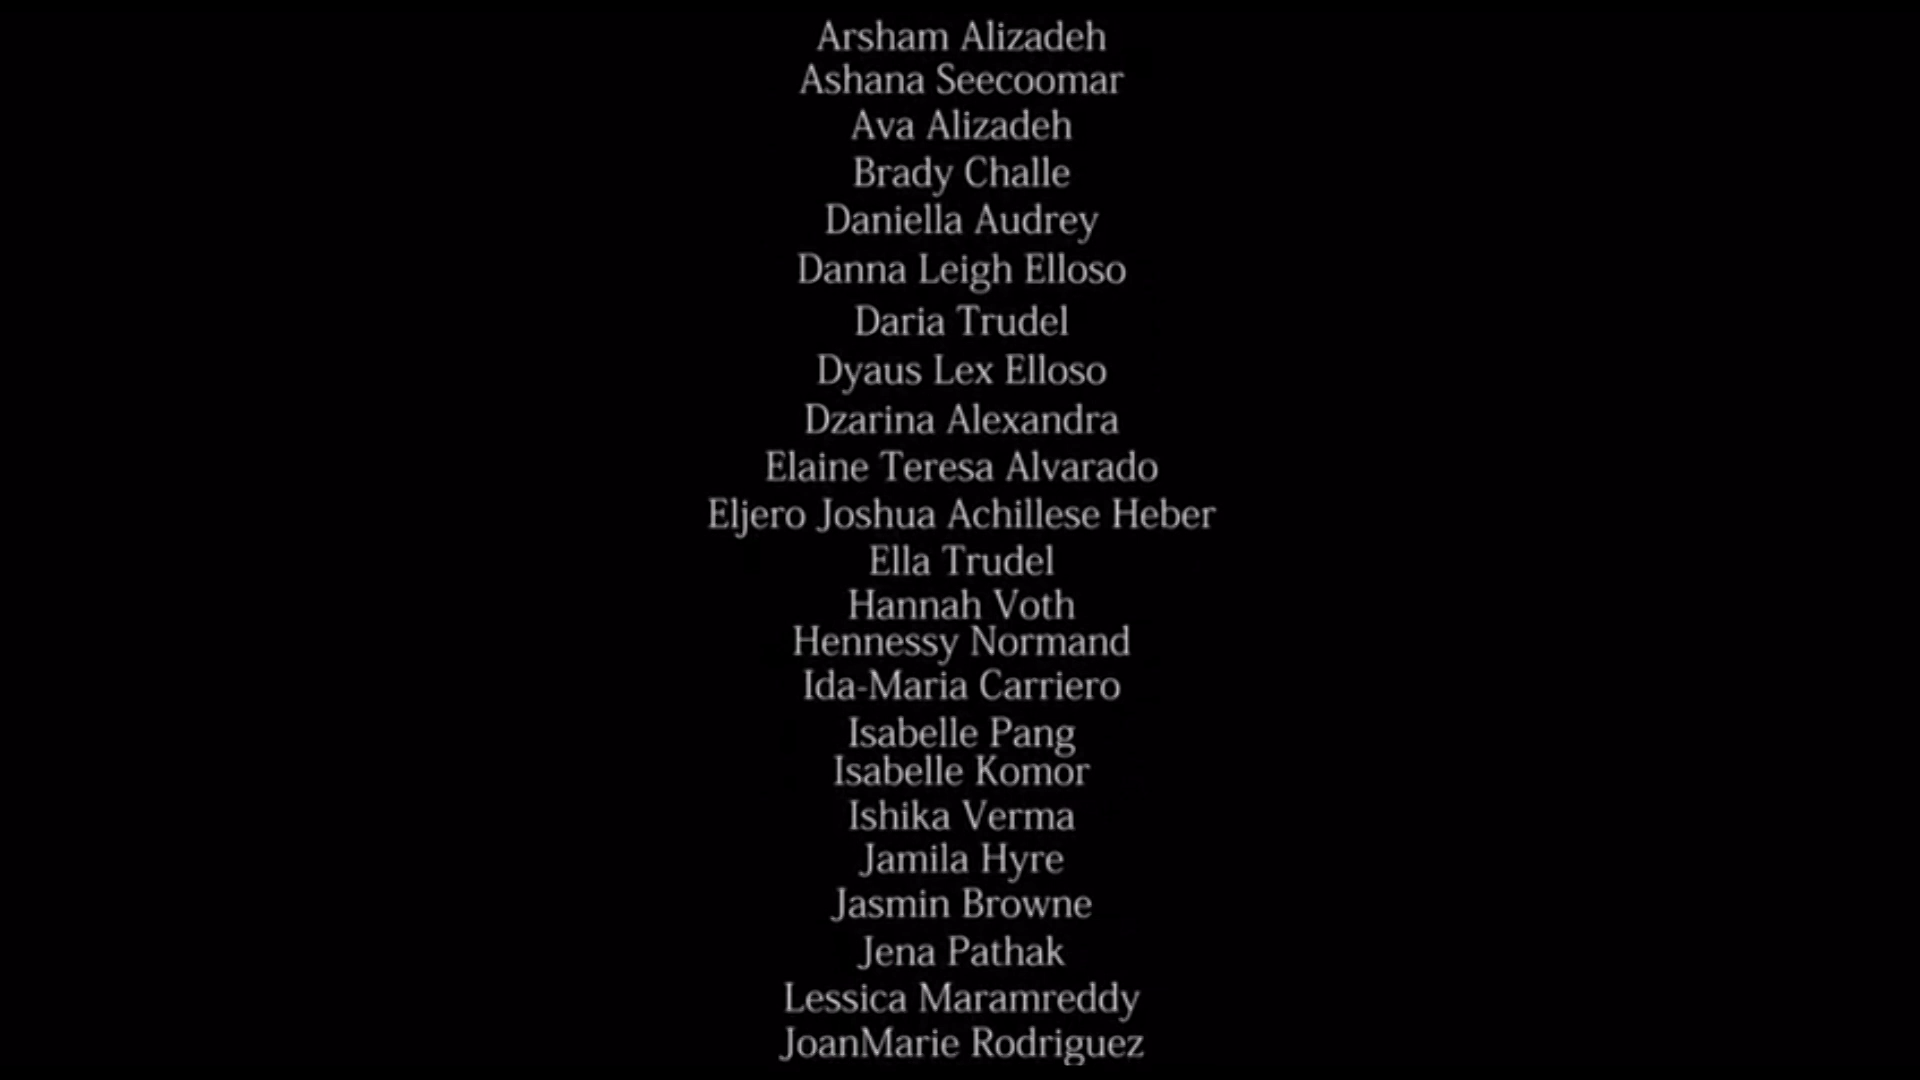 Arsham Alizadeh
Ashana Seecoomar
Ava Alizadeh
Brady Challe
Daniella Audrey
Danna Leigh Elloso
Daria Trudel
Dyaus Lex Elloso
Dzarina Alexandra
Elaine Teresa Alvarado
Eljero Joshua Achillese Heber
Ella Trudel
Hannah Voth
Hennessy Normand
Ida-Maria Carriero
Isabelle Pang
Isabelle Komor
Ishika Verma
Jamila Hyre
Jasmin Browne
Jena Pathak
Lessica Maramreddy
JoanMarie Rodriguez